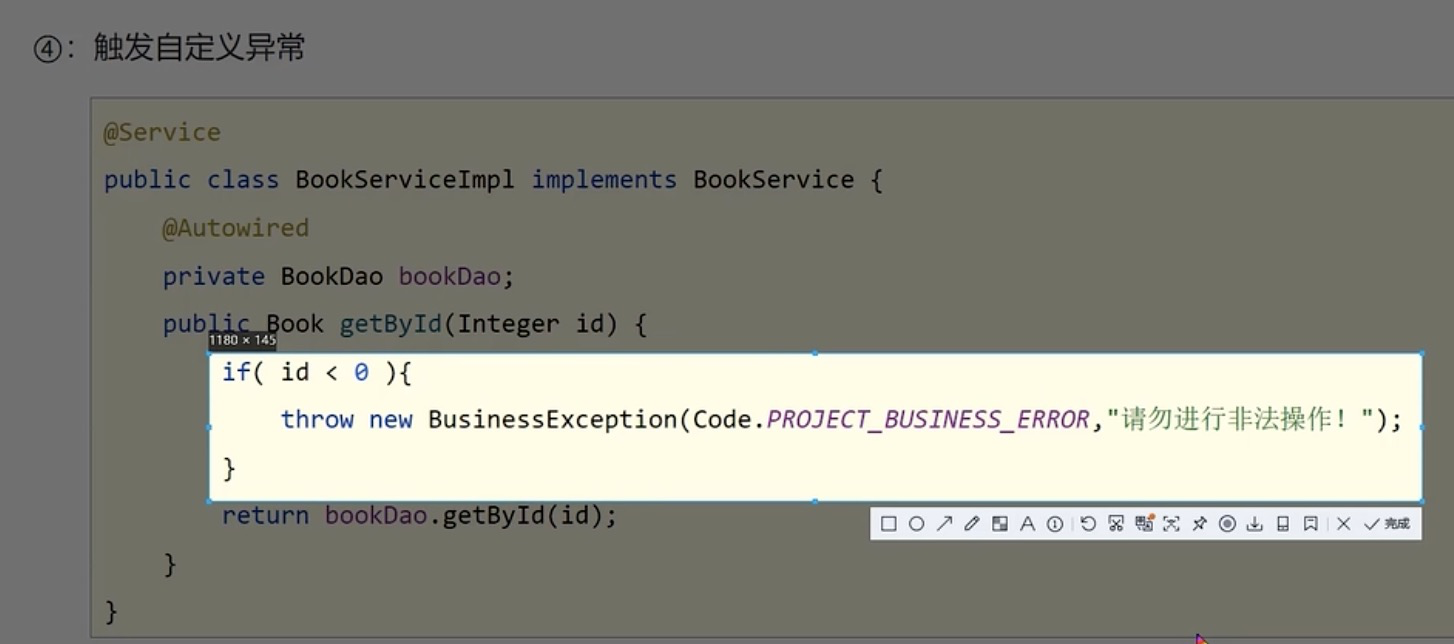 ④：触发自定义异常
@Service
public class BookServiceImpl implements BookService {
@Autowired
private BookDao bookDao;
public Book getById(Integer id) {
1180 × 145
if( id < 0 ){
throw new BusinessException(Code.PROJECT_BUSINESS_ERROR,"请勿进行非法操作！");
}
return bookDao.getById(id);
A ① 完成
}
}